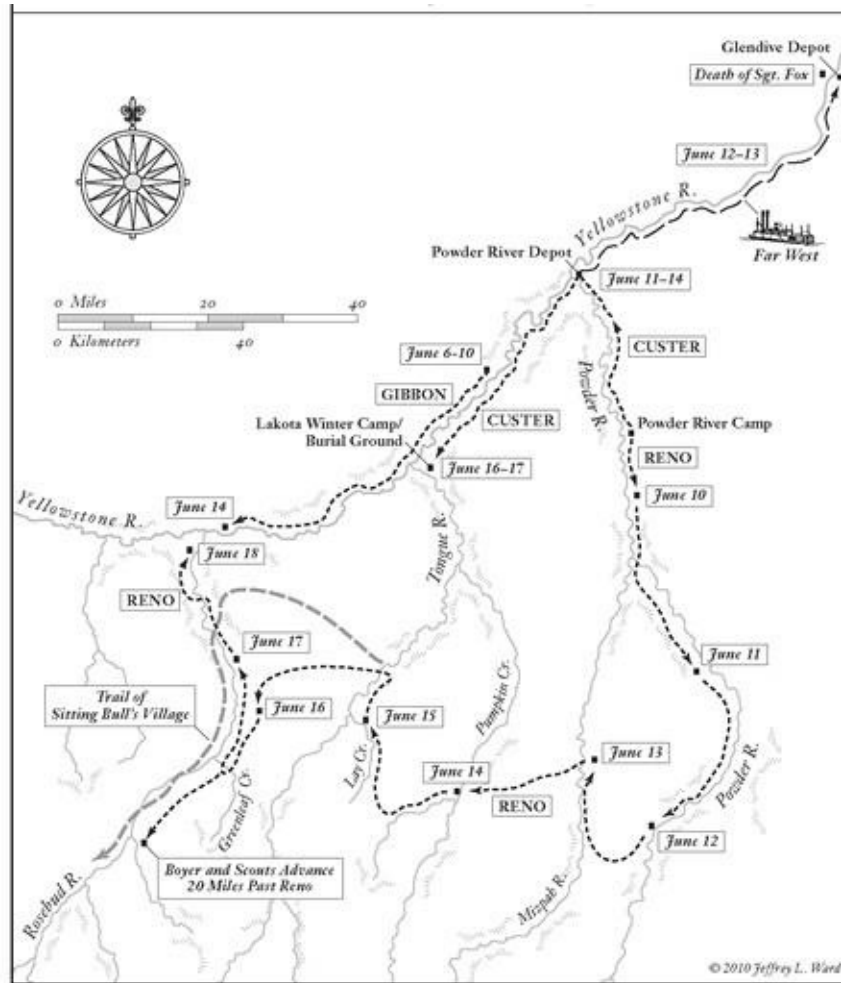 Glendive Depot
Death of Sgt. Fox
June 12–13
Yellowstone R.
Far West
Powder River Depot
June 11–14
0 Miles 20 40
0 Kilometers 40
June 6-10
CUSTER
GIBBON
Powder R.
Lakota Winter Camp/
Burial Ground
CUSTER
Powder River Camp
RENO
June 16–17
June 10
Yellowstone R.
June 14
June 18
Tongue R.
RENO
June 17
June 11
Trail of
Sitting Bull's Village
June 16
June 15
Pumpkin Cr.
June 13
Lay Cr.
June 14
RENO
Powder R.
Greenleaf Cr.
June 12
Boyer and Scouts Advance
20 Miles Past Reno
Rosebud R.
Mizpah R.
© 2010 Jeffrey L. Ward